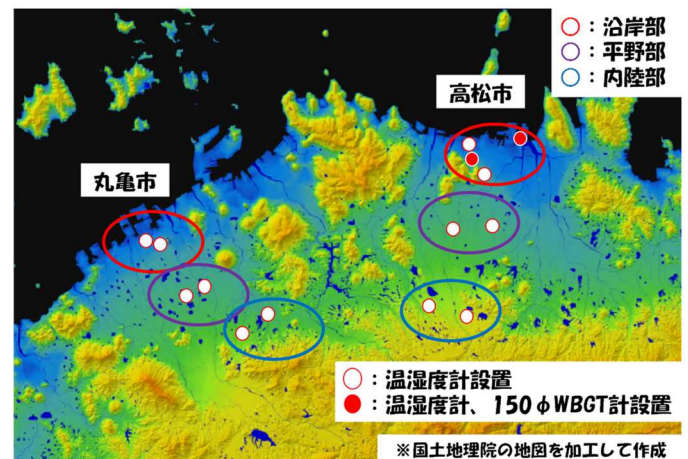 ○：沿岸部
○：平野部
○：内陸部
高松市
丸亀市
○：温湿度計設置
●：温湿度計、150φWBGT計設置
※国土地理院の地図を加工して作成